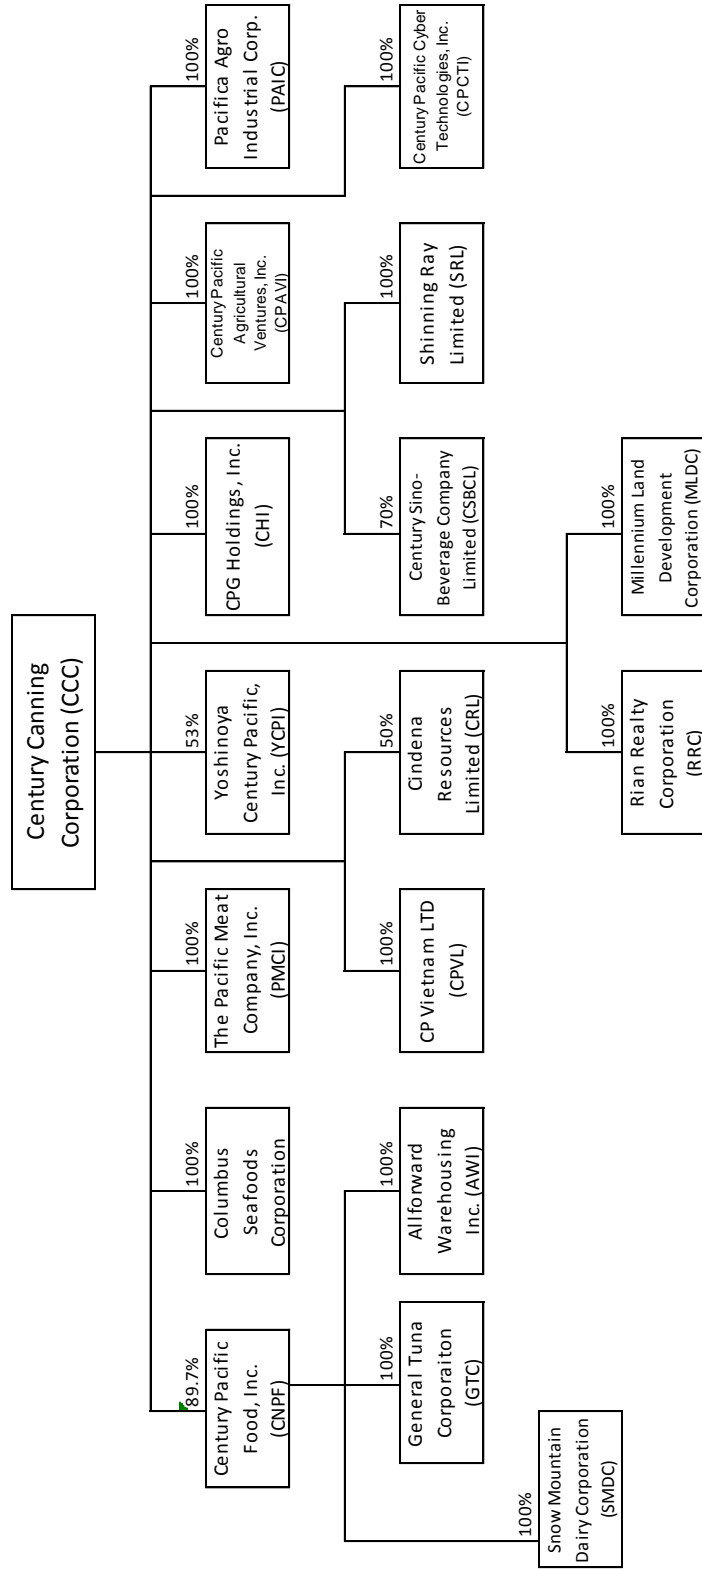 Century Canning
Corporation (CCC)
89.7%
Century Pacific
Food, Inc.
(CNPF)
100%
Columbus
Seafoods
Corporation
100%
The Pacific Meat
Company, Inc.
(PMCI)
53%
Yoshinoya
Century Pacific,
Inc. (YCPI)
100%
CPG Holdings, Inc.
(CHI)
100%
Century Pacific
Agricultural
Ventures, Inc.
(CPAVI)
100%
Pacifica Agro
Industrial Corp.
(PAIC)
100%
General Tuna
Corporaiton
(GTC)
100%
Allforward
Warehousing
Inc. (AWI)
100%
CP Vietnam LTD
(CPVL)
50%
Cindena
Resources
Limited (CRL)
70%
Century Sino-
Beverage Company
Limited (CSBCL)
100%
Shinning Ray
Limited (SRL)
100%
Century Pacific Cyber
Technologies, Inc.
(CPCTI)
100%
Snow Mountain
Dairy Corporation
(SMDC)
100%
Rian Realty
Corporation
(RRC)
100%
Millennium Land
Development
Corporation (MLDC)